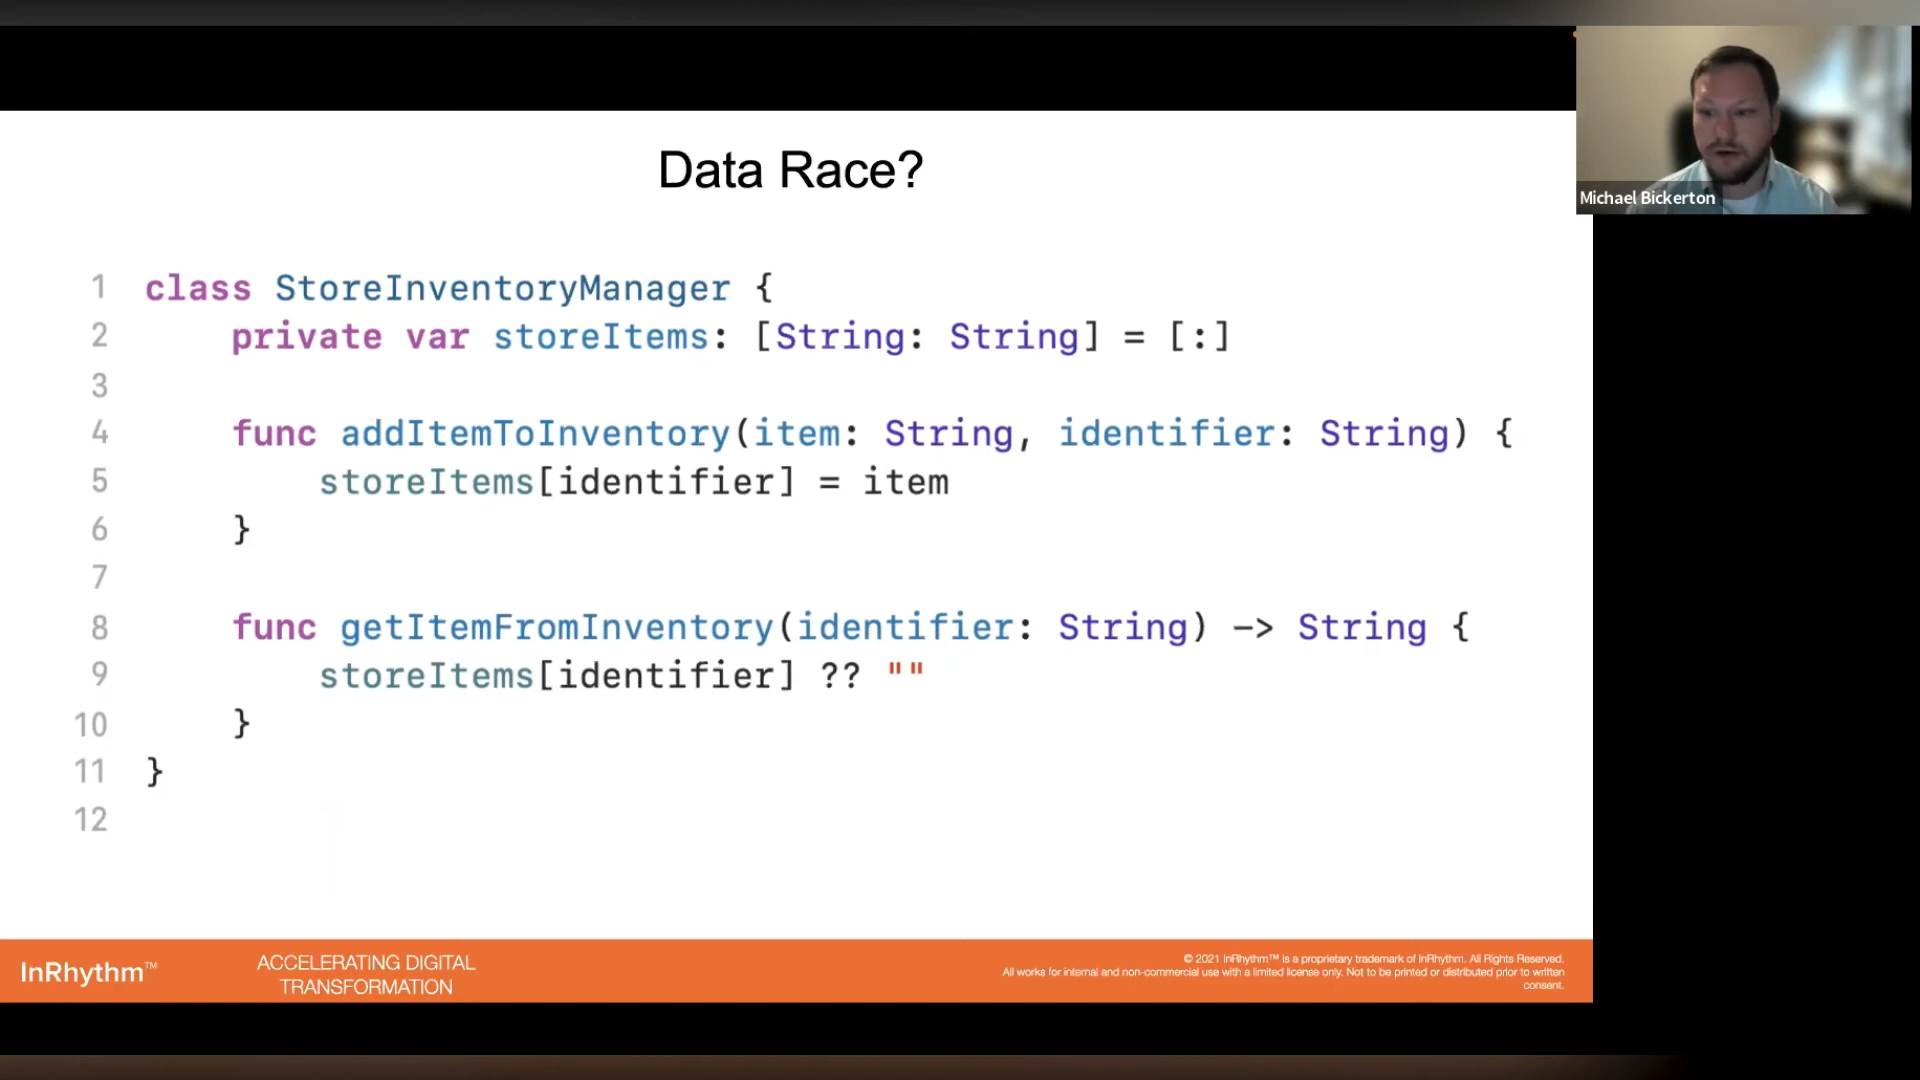 Data Race?
Michael Bickerton
1 class StoreInventoryManager {
2 private var storeItems: [String: String] = [:]
3
4 func addItemToInventory(item: String, identifier: String) {
5 storeItems[identifier] = item
6 }
7
8 func getItemFromInventory(identifier: String) -> String {
9 storeItems[identifier] ?? ""
10 }
11 }
12
InRhythm™
ACCELERATING DIGITAL
TRANSFORMATION
© 2021 InRhythm™ is a proprietary trademark of InRhythm. All Rights Reserved.
All works for internal and non-commercial use with a limited license only. Not to be printed or distributed prior to written
consent.